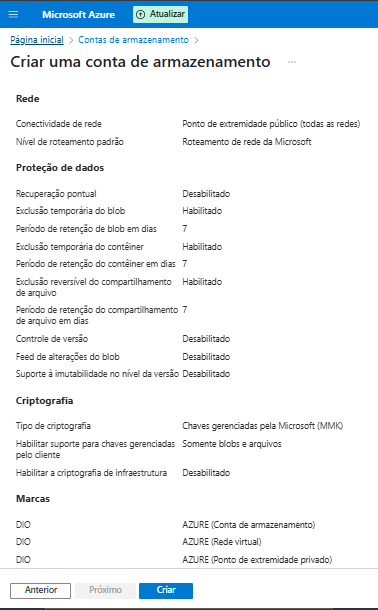 Microsoft Azure Atualizar
Página inicial > Contas de armazenamento >
Criar uma conta de armazenamento ...
Rede
Conectividade de rede Ponto de extremidade público (todas as redes)
Nível de roteamento padrão Roteamento de rede da Microsoft
Proteção de dados
Recuperação pontual Desabilitado
Exclusão temporária do blob Habilitado
Período de retenção de blob em dias 7
Exclusão temporária do contêiner Habilitado
Período de retenção do contêiner em dias 7
Exclusão reversível do compartilhamento Habilitado
de arquivo
Período de retenção do compartilhamento 7
de arquivo em dias
Controle de versão Desabilitado
Feed de alterações do blob Desabilitado
Suporte à imutabilidade no nível da versão Desabilitado
Criptografia
Tipo de criptografia Chaves gerenciadas pela Microsoft (MMK)
Habilitar suporte para chaves gerenciadas Somente blobs e arquivos
pelo cliente
Habilitar a criptografia de infraestrutura Desabilitado
Marcas
DIO AZURE (Conta de armazenamento)
DIO AZURE (Rede virtual)
DIO AZURE (Ponto de extremidade privado)
Anterior Próximo Criar